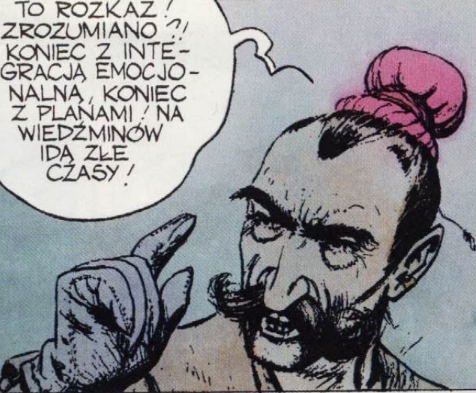 TO ROZKAZ!
ZROZUMIANO?!
KONIEC Z INTE-
GRACJĄ EMOCJO-
NALNĄ, KONIEC
Z PLANAMI! NA
WIEDŹMINÓW
IDĄ ZŁE
CZASY!